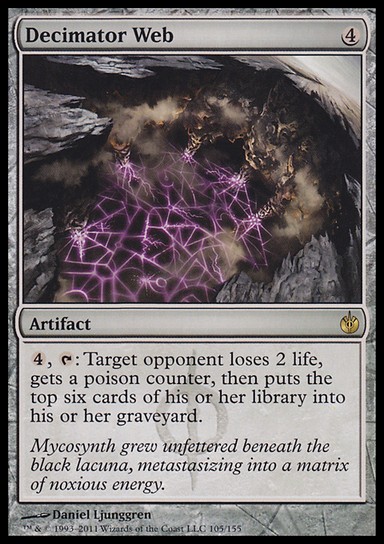 Decimator Web 4
Artifact
4, T: Target opponent loses 2 life,
gets a poison counter, then puts the
top six cards of his or her library into
his or her graveyard.
Mycosynth grew unfettered beneath the
black lacuna, metastasizing into a matrix
of noxious energy.
Daniel Ljunggren
™ & © 1993–2011 Wizards of the Coast LLC 105/155